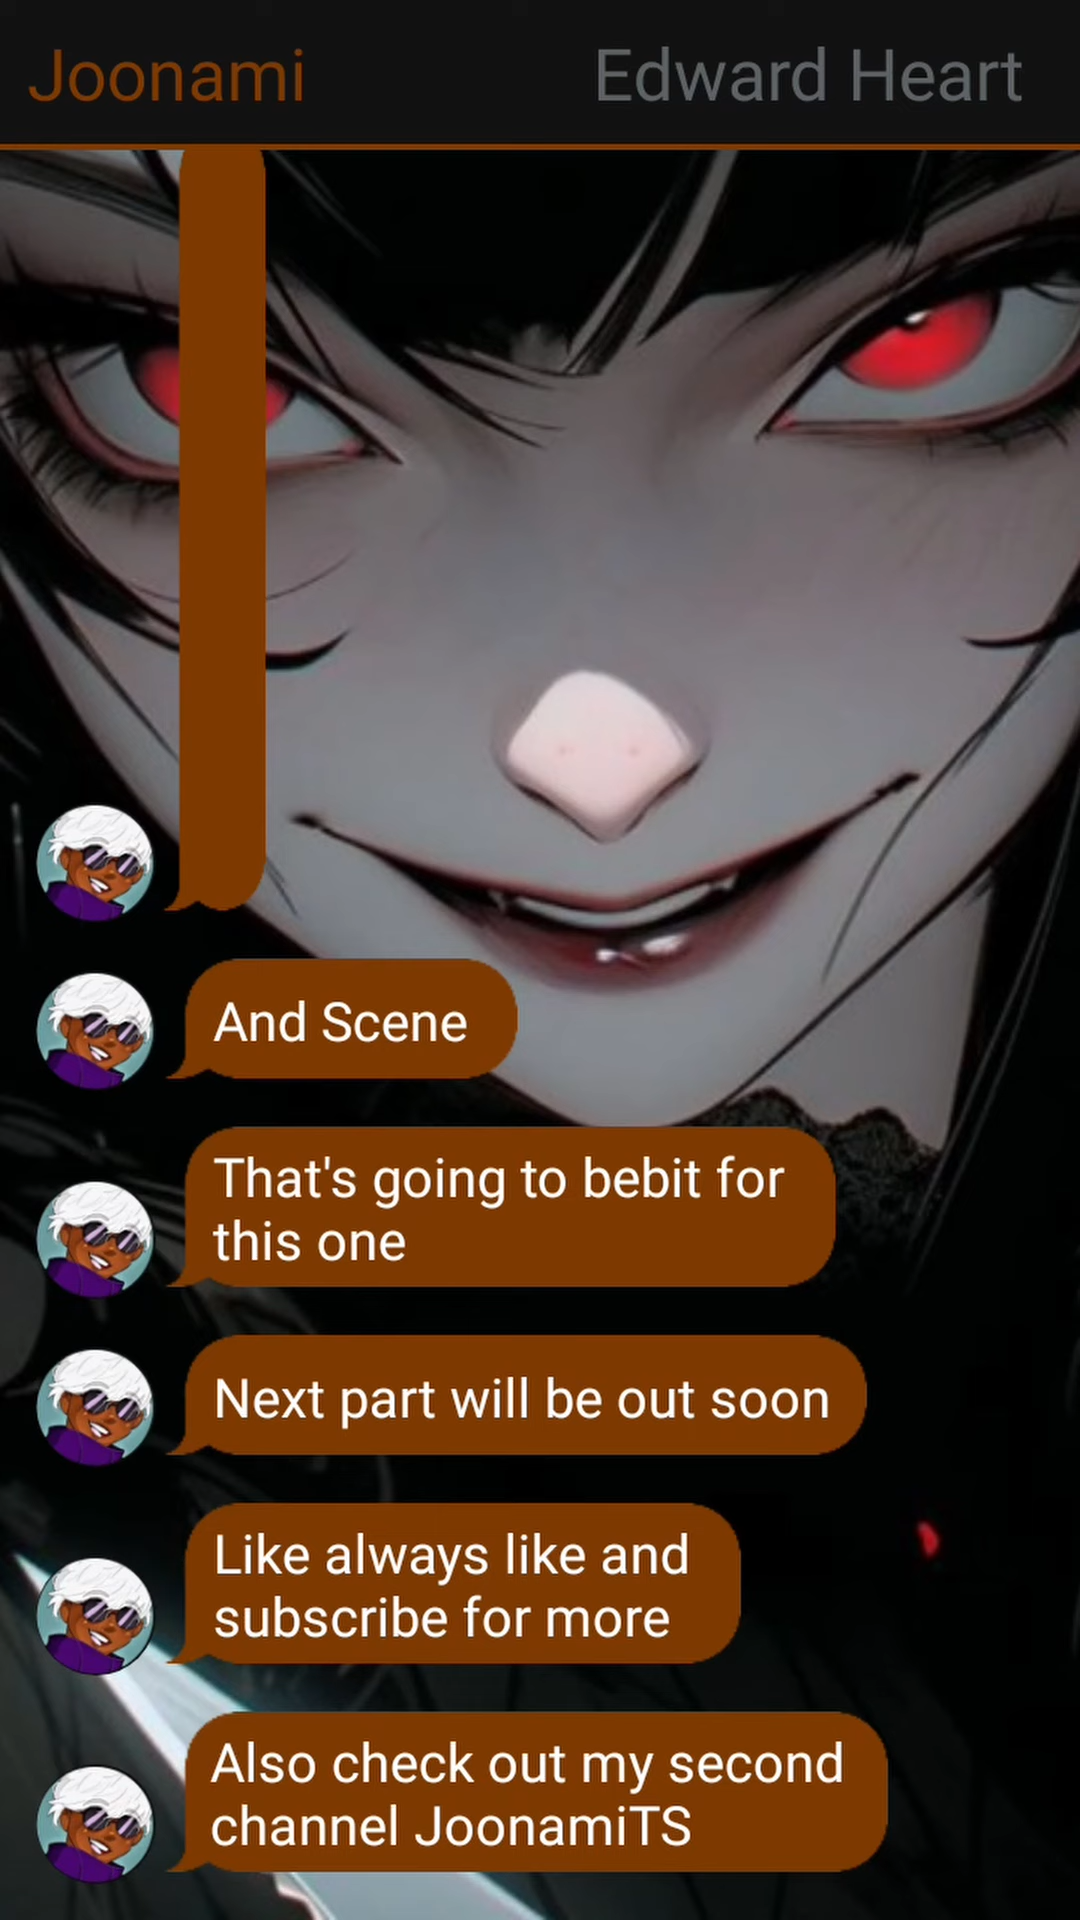 Joonami
Edward Heart
And Scene
That's going to bebit for
this one
Next part will be out soon
Like always like and
subscribe for more
Also check out my second
channel JoonamiTS